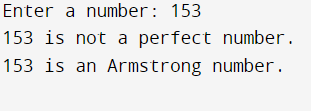 Enter a number: 153
153 is not a perfect number.
153 is an Armstrong number.